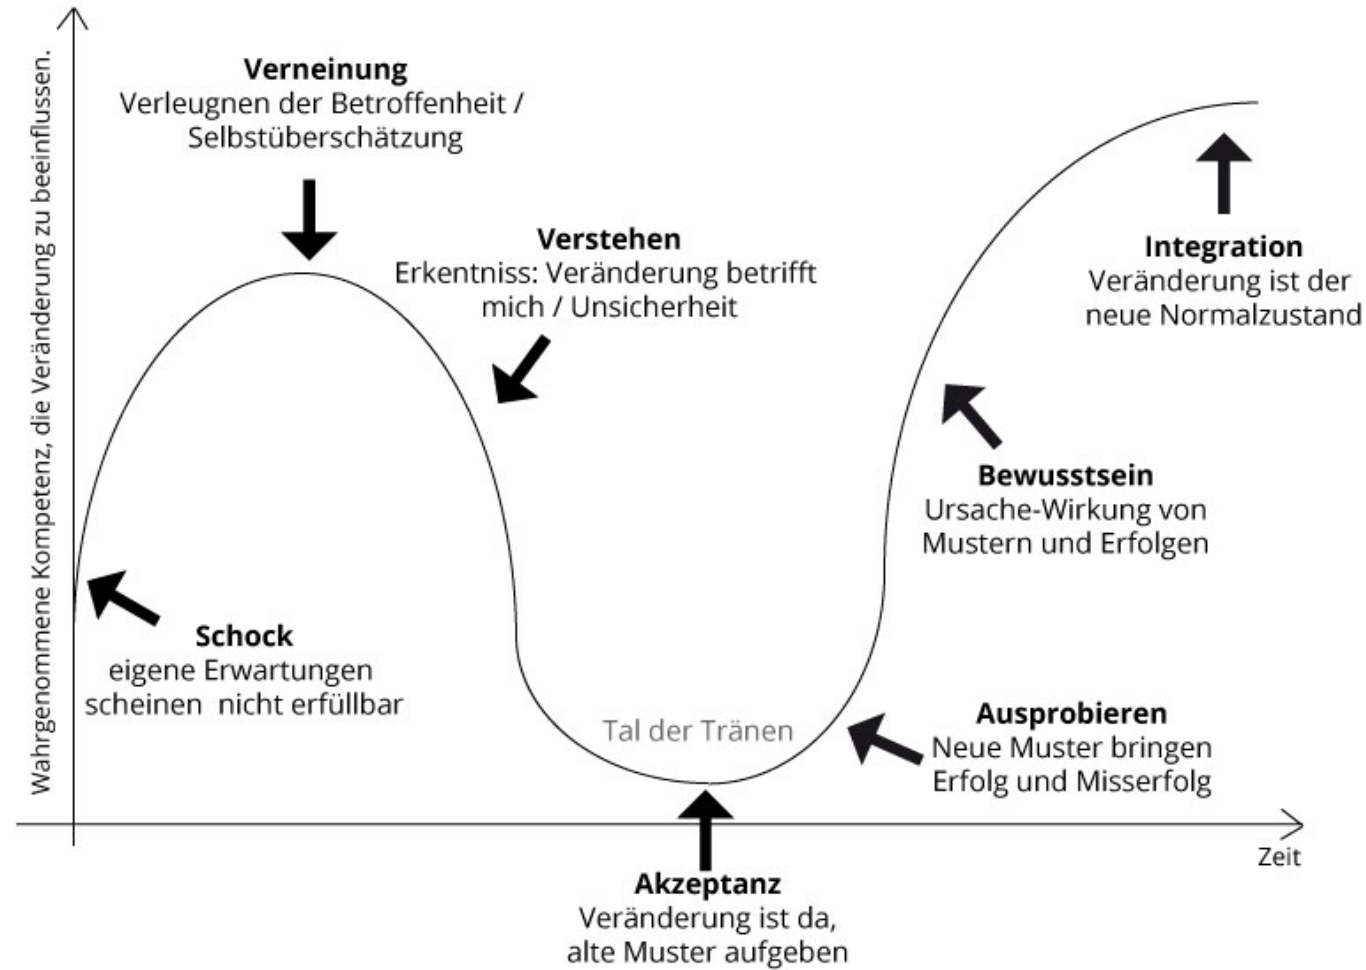 Wahrgenommene Kompetenz, die Veränderung zu beeinflussen.
Verneinung
Verleugnen der Betroffenheit /
Selbstüberschätzung
Verstehen
Erkentniss: Veränderung betrifft
mich / Unsicherheit
Integration
Veränderung ist der
neue Normalzustand
Bewusstsein
Ursache-Wirkung von
Mustern und Erfolgen
Schock
eigene Erwartungen
scheinen  nicht erfüllbar
Tal der Tränen
Ausprobieren
Neue Muster bringen
Erfolg und Misserfolg
Zeit
Akzeptanz
Veränderung ist da,
alte Muster aufgeben